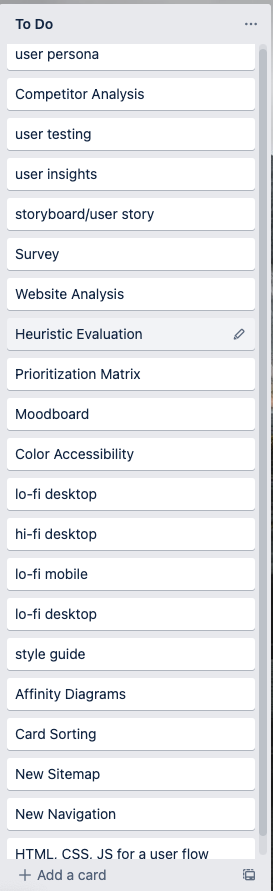 To Do
user persona
Competitor Analysis
user testing
user insights
storyboard/user story
Survey
Website Analysis
Heuristic Evaluation
Prioritization Matrix
Moodboard
Color Accessibility
lo-fi desktop
hi-fi desktop
lo-fi mobile
lo-fi desktop
style guide
Affinity Diagrams
Card Sorting
New Sitemap
New Navigation
HTML, CSS, JS for a user flow
+ Add a card